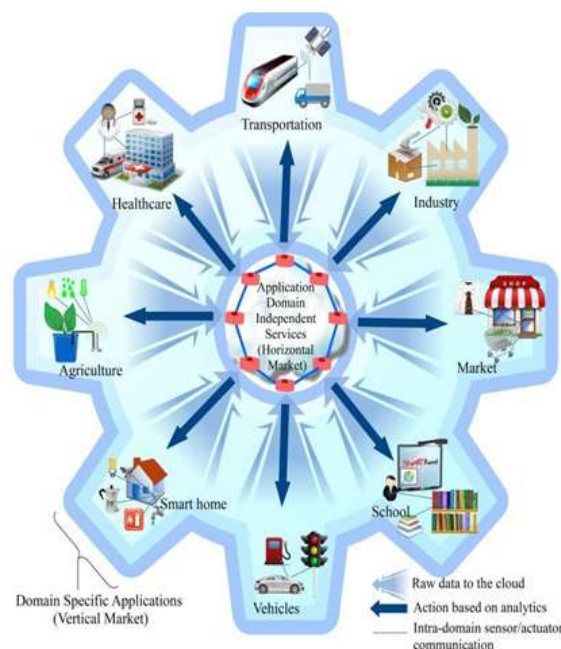 Transportation
Healthcare
Industry
Application
Domain
Independent
Services
(Horizontal
Market)
Agriculture
Market
Smart home
School
Vehicles
Domain Specific Applications
(Vertical Market)
Raw data to the cloud
Action based on analytics
Intra-domain sensor/actuator
communication